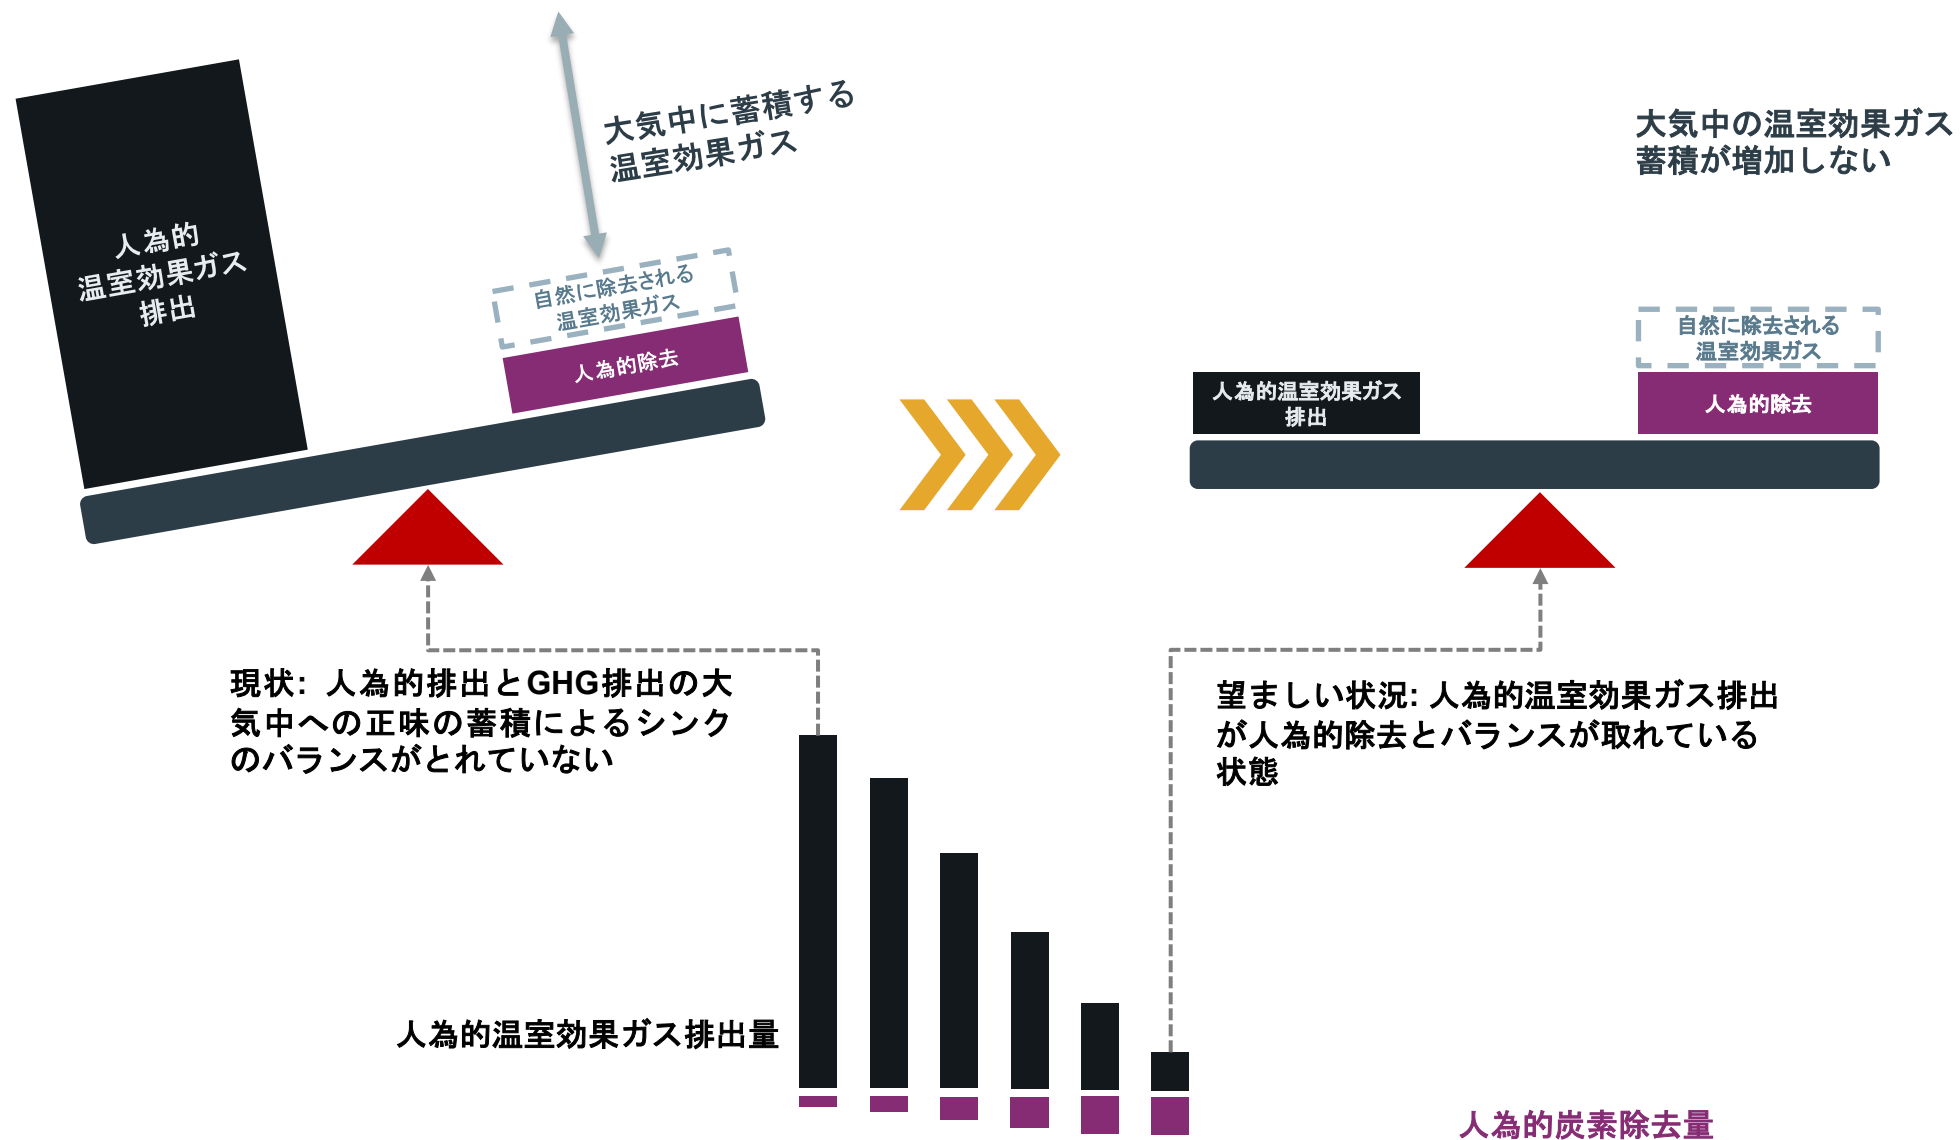 大気中に蓄積する
温室効果ガス
人為的
温室効果ガス
排出
自然に除去される
温室効果ガス
人為的除去
大気中の温室効果ガス
蓄積が増加しない
自然に除去される
温室効果ガス
人為的温室効果ガス
排出
人為的除去
現状: 人為的排出とGHG排出の大
気中への正味の蓄積によるシンク
のバランスがとれていない
望ましい状況: 人為的温室効果ガス排出
が人為的除去とバランスが取れている
状態
人為的温室効果ガス排出量
人為的炭素除去量